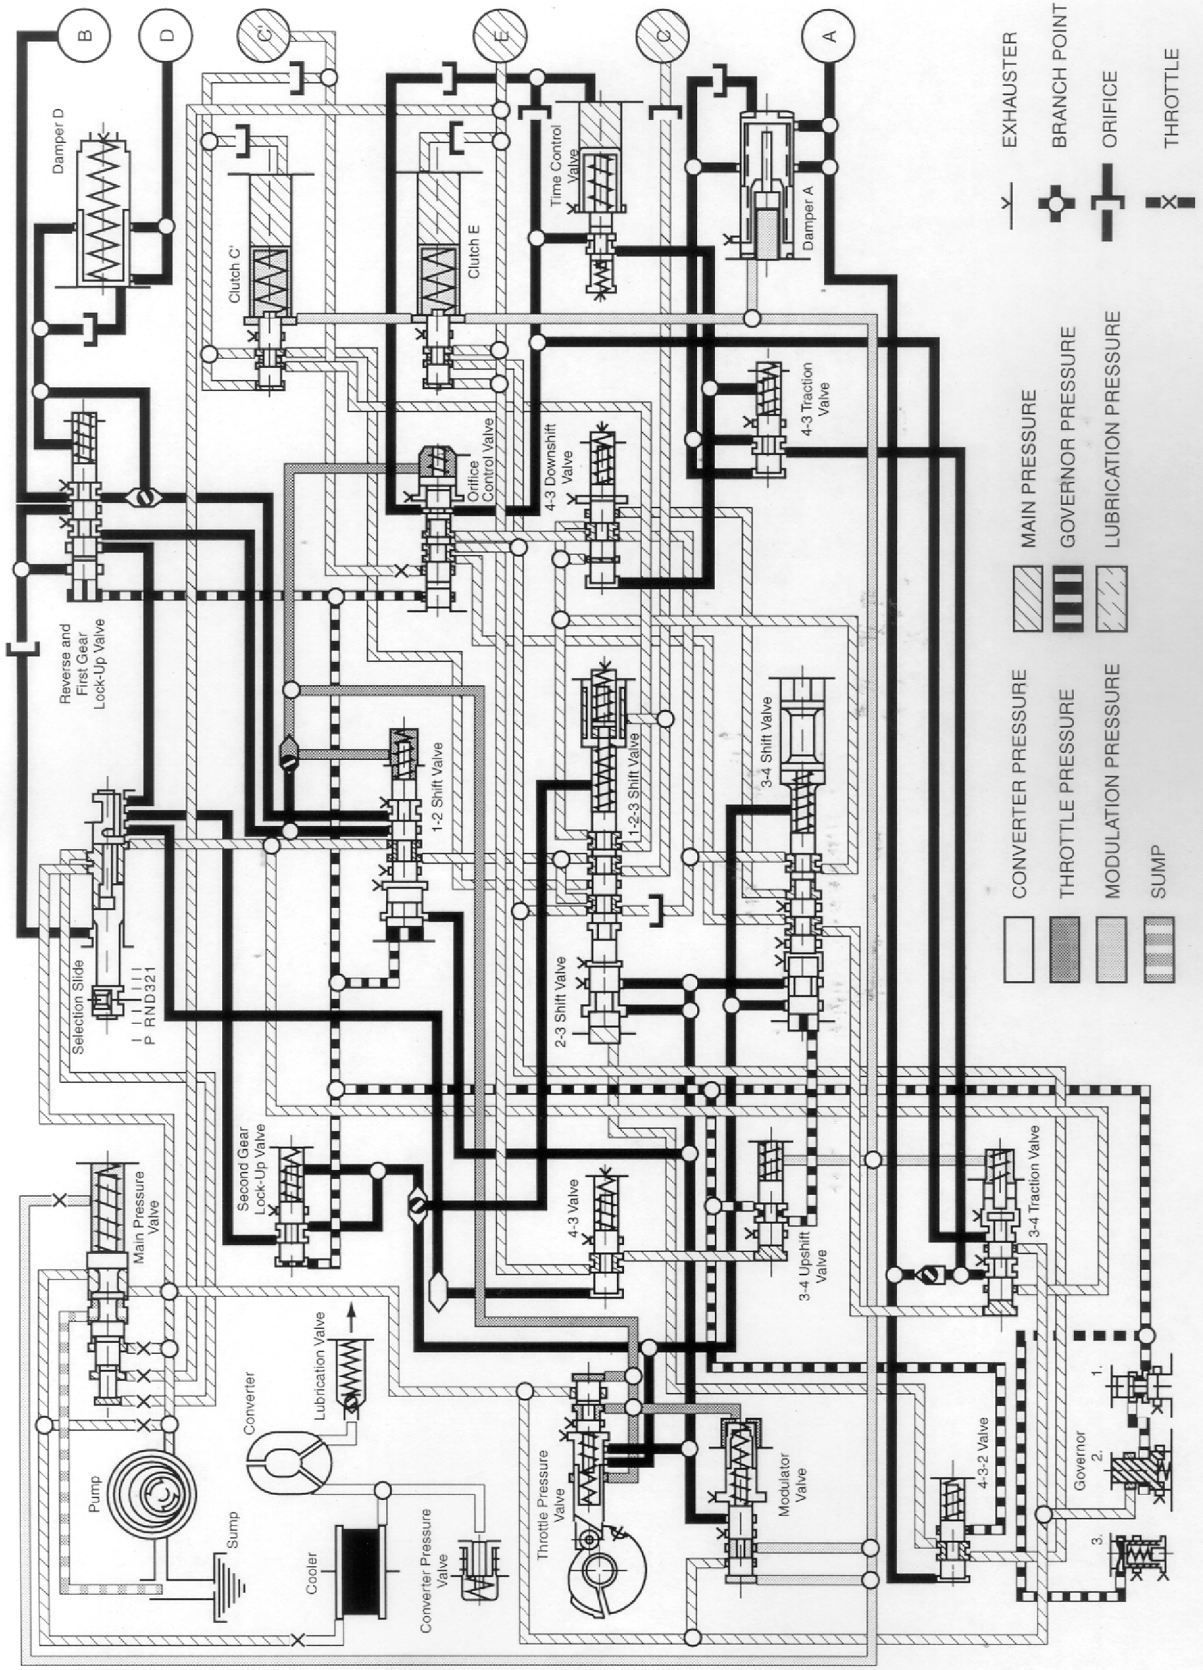 B
D
C'
E
C
A
Damper D
Clutch C'
Clutch E
Time Control
Valve
Damper A
Reverse and
First Gear
Lock-Up Valve
Orifice
Control Valve
4-3 Downshift
Valve
4-3 Traction
Valve
Selection Slide
P RND321
1-2 Shift Valve
1-2-3 Shift Valve
3-4 Shift Valve
2-3 Shift Valve
Main Pressure
Valve
Second Gear
Lock-Up Valve
4-3 Valve
3-4 Upshift
Valve
3-4 Traction Valve
Pump
Sump
Converter
Lubrication Valve
Cooler
Converter Pressure
Valve
Throttle Pressure
Valve
Modulator
Valve
4-3-2 Valve
Governor
1.
2.
3.
CONVERTER PRESSURE
THROTTLE PRESSURE
MODULATION PRESSURE
SUMP
MAIN PRESSURE
GOVERNOR PRESSURE
LUBRICATION PRESSURE
EXHAUSTER
BRANCH POINT
ORIFICE
THROTTLE